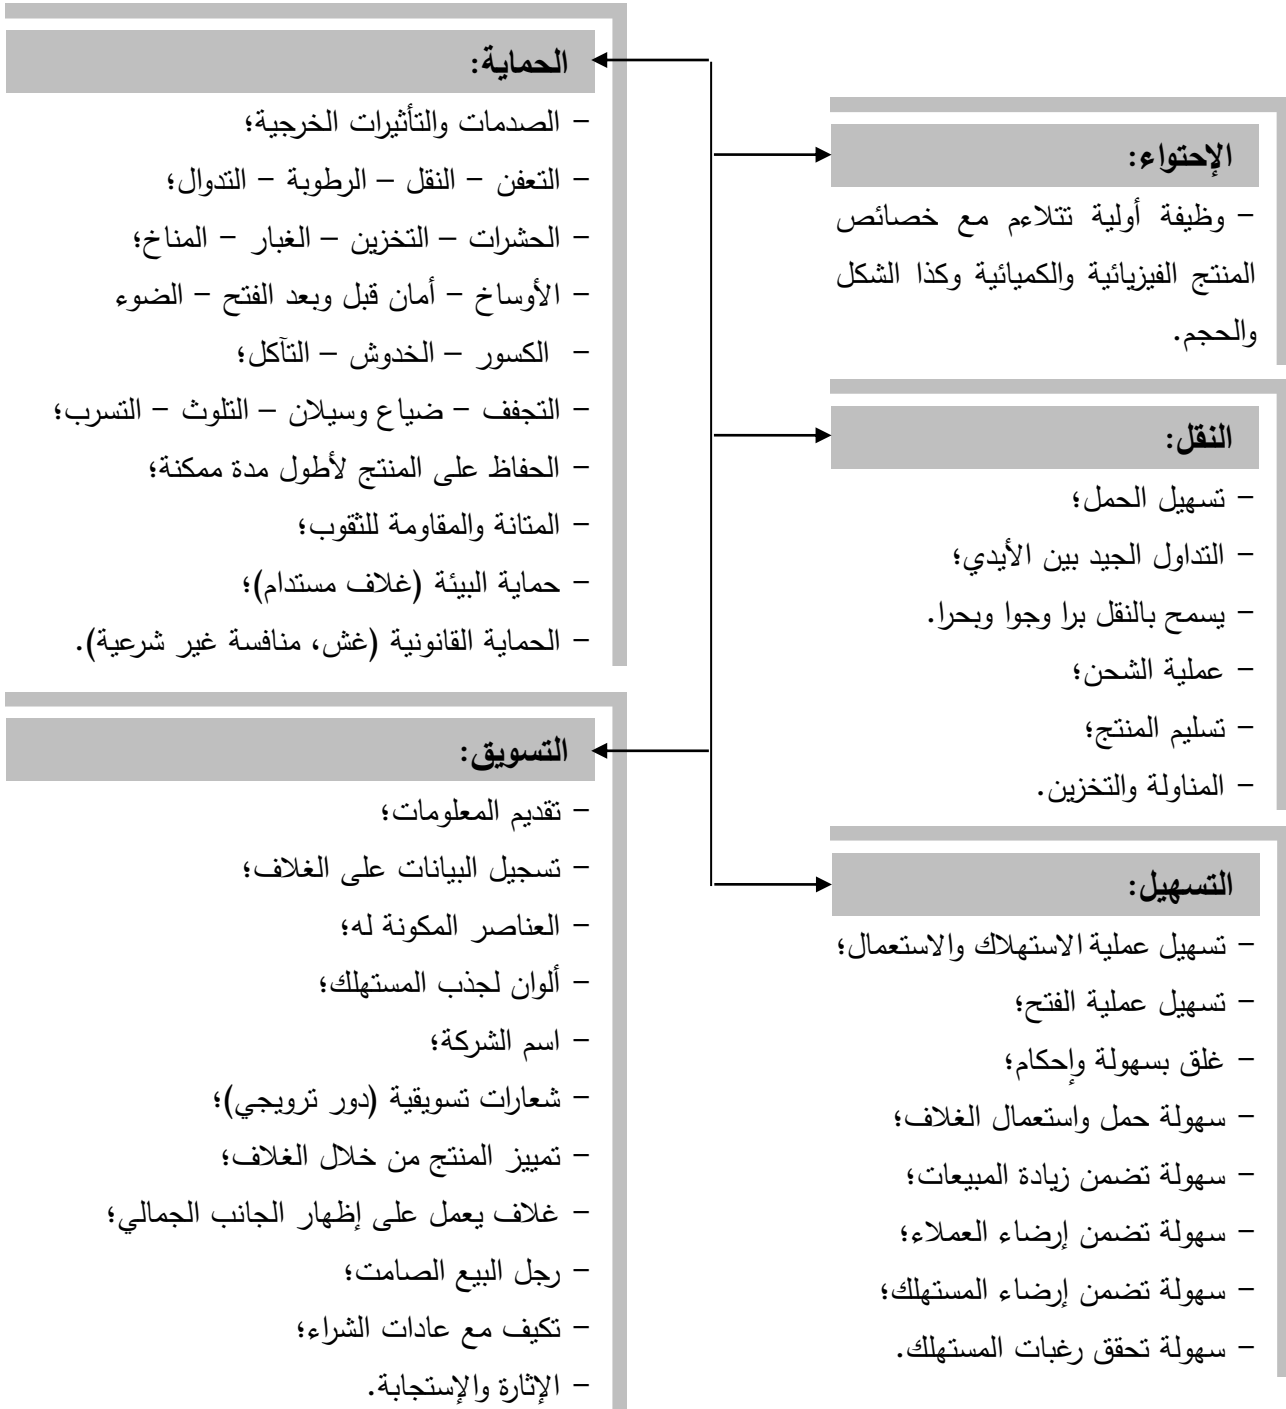 الحماية:
- الصدمات والتأثيرات الخرجية؛
- التعفن - النقل – الرطوبة - التدوال؛
- الحشرات – التخزين – الغبار - المناخ؛
- الأوساخ - أمان قبل وبعد الفتح – الضوء
- الكسور – الخدوش – التآكل؛
- التجفف - ضياع وسيلان – التلوث - التسرب؛
- الحفاظ على المنتج لأطول مدة ممكنة؛
- المتانة والمقاومة للثقوب؛
- حماية البيئة (غلاف مستدام)؛
- الحماية القانونية (غش، منافسة غير شرعية).
الإحتواء:
- وظيفة أولية تتلاءم مع خصائص
المنتج الفيزيائية والكميائية وكذا الشكل
والحجم.
النقل:
- تسهيل الحمل؛
- التداول الجيد بين الأيدي؛
- يسمح بالنقل برا وجوا وبحرا.
- عملية الشحن؛
- تسليم المنتج؛
- المناولة والتخزين.
التسويق:
- تقديم المعلومات؛
- تسجيل البيانات على الغلاف؛
- العناصر المكونة له؛
- ألوان لجذب المستهلك؛
- اسم الشركة؛
- شعارات تسويقية (دور ترويجي)؛
- تمييز المنتج من خلال الغلاف؛
- غلاف يعمل على إظهار الجانب الجمالي؛
- رجل البيع الصامت؛
- تكيف مع عادات الشراء؛
- الإثارة والإستجابة.
التسهيل:
- تسهيل عملية الاستهلاك والاستعمال؛
- تسهيل عملية الفتح؛
- غلق بسهولة وإحكام؛
- سهولة حمل واستعمال الغلاف؛
- سهولة تضمن زيادة المبيعات؛
- سهولة تضمن إرضاء العملاء؛
- سهولة تضمن إرضاء المستهلك؛
- سهولة تحقق رغبات المستهلك.